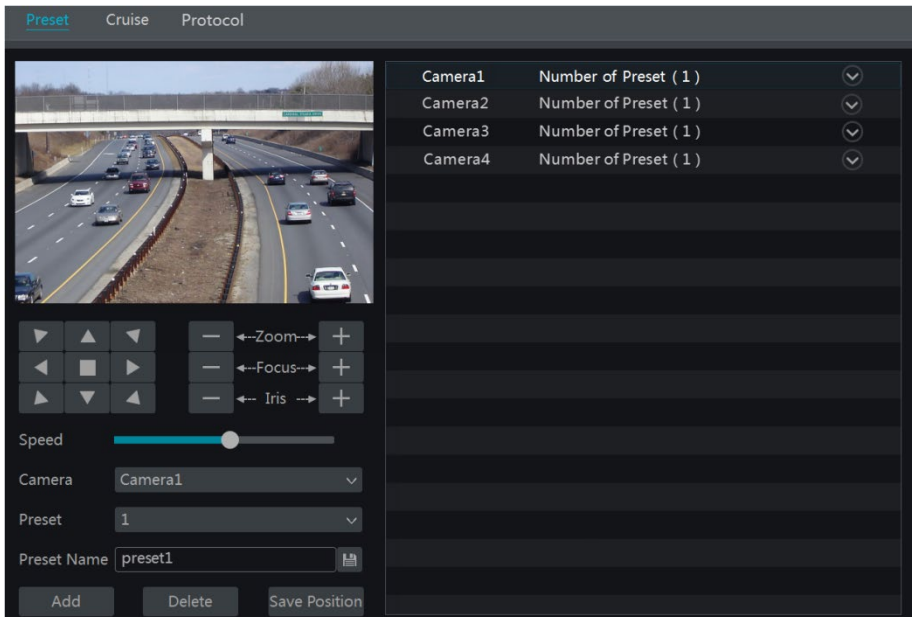 Preset Cruise Protocol
Camera1 Number of Preset ( 1 )
Camera2 Number of Preset ( 1 )
Camera3 Number of Preset ( 1 )
Camera4 Number of Preset ( 1 )
Zoom
Focus
Iris
Speed
Camera Camera1
Preset 1
Preset Name preset1
Add Delete Save Position